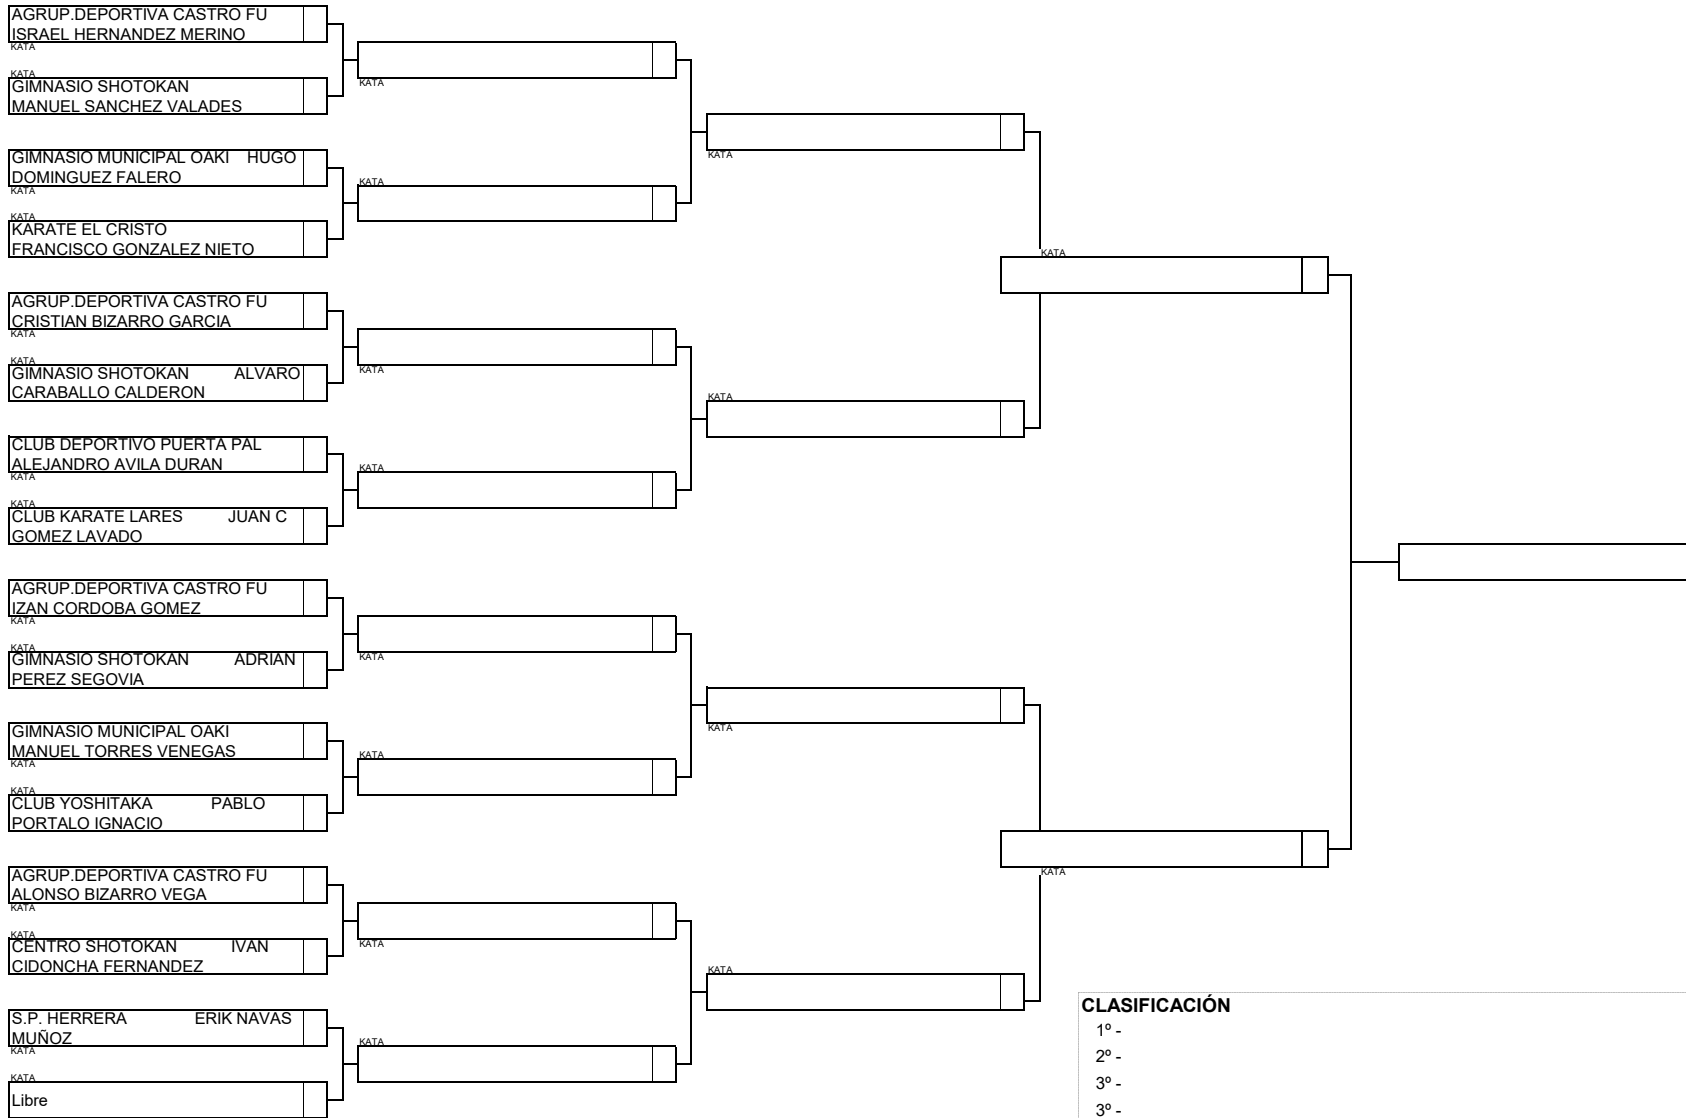 AGRUP.DEPORTIVA CASTRO FU
ISRAEL HERNANDEZ MERINO
KATA
KATA
KATA
GIMNASIO SHOTOKAN
MANUEL SANCHEZ VALADES
GIMNASIO MUNICIPAL OAKI HUGO
DOMINGUEZ FALERO
KATA
KATA
KATA
KATA
KARATE EL CRISTO
FRANCISCO GONZALEZ NIETO
KATA
AGRUP.DEPORTIVA CASTRO FU
CRISTIAN BIZARRO GARCIA
KATA
KATA
KATA
GIMNASIO SHOTOKAN ALVARO
CARABALLO CALDERON
KATA
CLUB DEPORTIVO PUERTA PAL
ALEJANDRO AVILA DURAN
KATA
KATA
KATA
CLUB KARATE LARES JUAN C
GOMEZ LAVADO
AGRUP.DEPORTIVA CASTRO FU
IZAN CORDOBA GOMEZ
KATA
KATA
KATA
GIMNASIO SHOTOKAN ADRIAN
PEREZ SEGOVIA
KATA
GIMNASIO MUNICIPAL OAKI
MANUEL TORRES VENEGAS
KATA
KATA
KATA
CLUB YOSHITAKA PABLO
PORTALO IGNACIO
KATA
AGRUP.DEPORTIVA CASTRO FU
ALONSO BIZARRO VEGA
KATA
KATA
KATA
CENTRO SHOTOKAN IVAN
CIDONCHA FERNANDEZ
KATA
S.P. HERRERA ERIK NAVAS
MUÑOZ
KATA
KATA
KATA
Libre
CLASIFICACIÓN
1º -
2º -
3º -
3º -